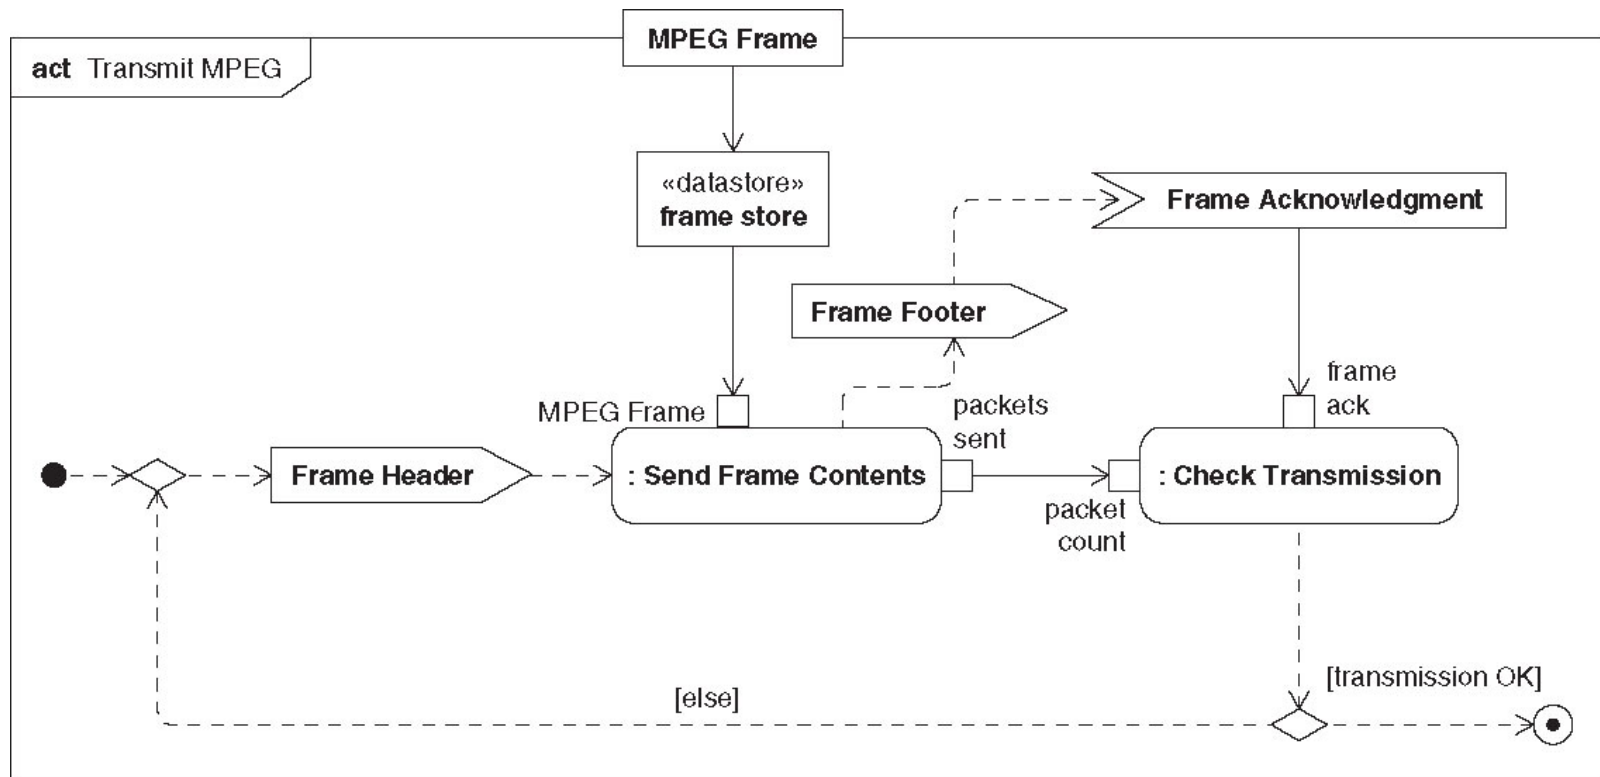 MPEG Frame
act Transmit MPEG
«datastore»
frame store
Frame Acknowledgment
Frame Footer
frame
ack
MPEG Frame
packets
sent
Frame Header
: Send Frame Contents
: Check Transmission
packet
count
[transmission OK]
[else]